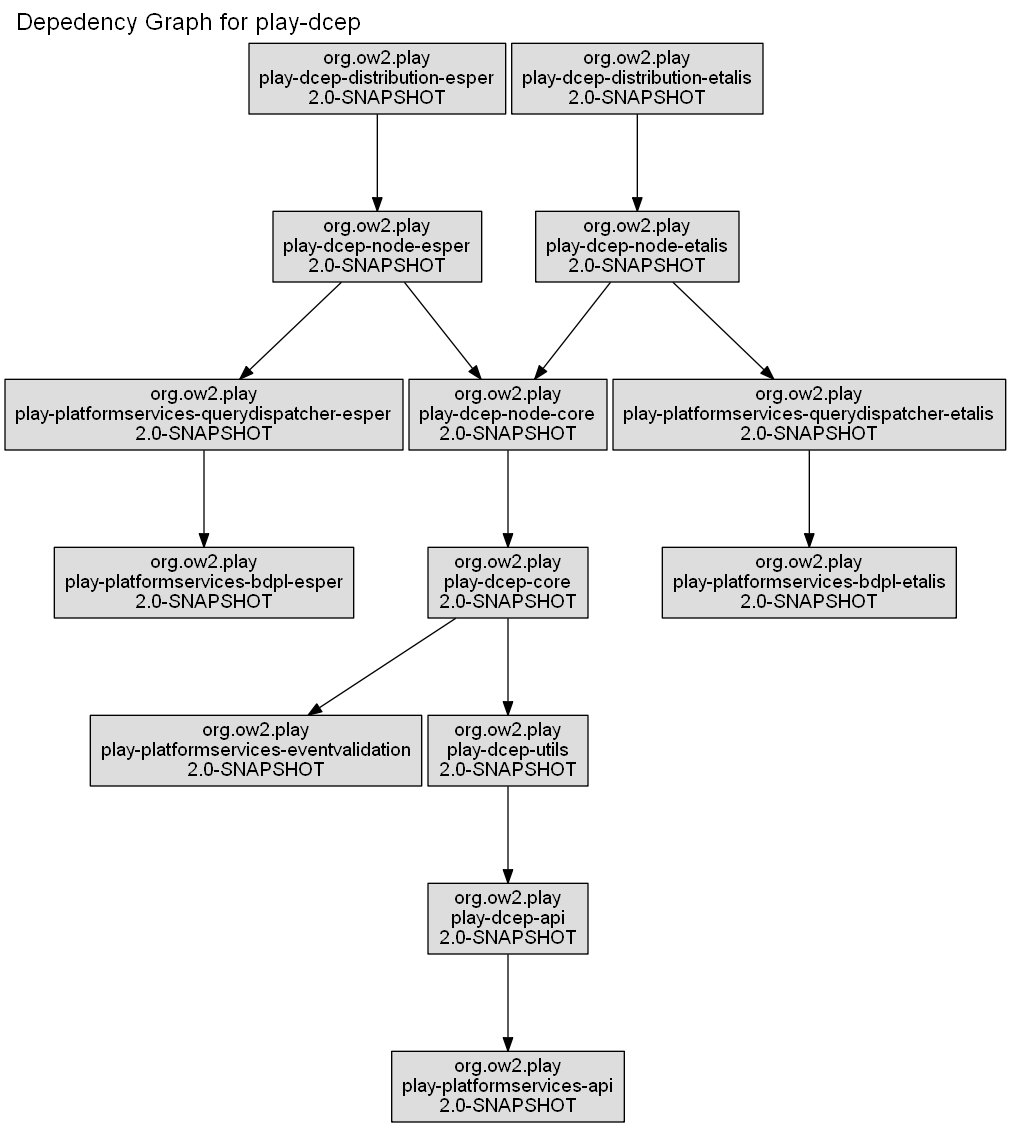 Depedency Graph for play-dcep
org.ow2.play
play-dcep-distribution-esper
2.0-SNAPSHOT
org.ow2.play
play-dcep-distribution-etalis
2.0-SNAPSHOT
org.ow2.play
play-dcep-node-esper
2.0-SNAPSHOT
org.ow2.play
play-dcep-node-etalis
2.0-SNAPSHOT
org.ow2.play
play-platformservices-querydispatcher-esper
2.0-SNAPSHOT
org.ow2.play
play-dcep-node-core
2.0-SNAPSHOT
org.ow2.play
play-platformservices-querydispatcher-etalis
2.0-SNAPSHOT
org.ow2.play
play-platformservices-bdpl-esper
2.0-SNAPSHOT
org.ow2.play
play-dcep-core
2.0-SNAPSHOT
org.ow2.play
play-platformservices-bdpl-etalis
2.0-SNAPSHOT
org.ow2.play
play-platformservices-eventvalidation
2.0-SNAPSHOT
org.ow2.play
play-dcep-utils
2.0-SNAPSHOT
org.ow2.play
play-dcep-api
2.0-SNAPSHOT
org.ow2.play
play-platformservices-api
2.0-SNAPSHOT